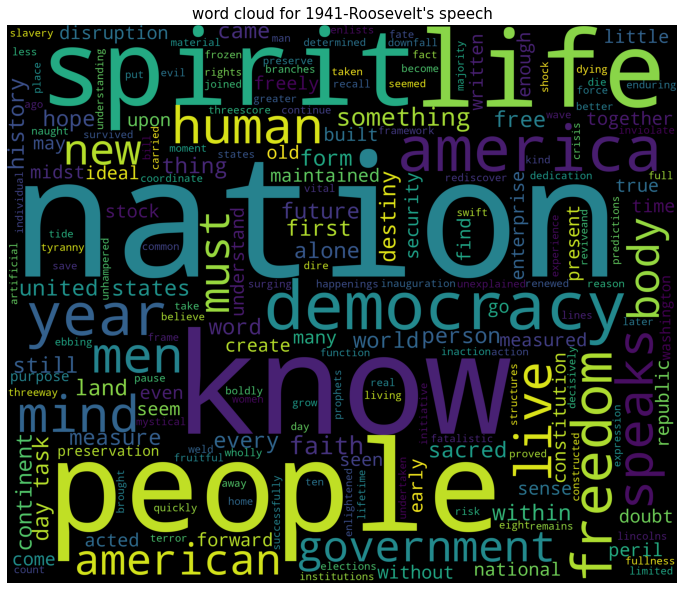 word cloud for 1941-Roosevelt's speech
slavery
less
place
disruption
material
frozen
understanding
spirit
life
came
man
preserve
rights
branches
joined
put
evil
determined
threescore
greater
continue
enlists
downfall
fate
fact
become
taken
recall
seemed
majority
written
enough
shock
dying
die
force
better
little
enduring
history
ago
naught
survived
hope
may
upon
freely
new
human
something
built
moment
states
framework
free
america
together
wave
crisis
inviolate
midst
ideal
thing
carried
old
form
maintained
coordinate
vital
destiny
security
rediscover
kind
dedication
true
full
time
individual
tide
tyranny
common
save
stock
unhampered
artificial
nation
must
understand
future
first
alone
dire
find
swift
enterprise
present
reviveand
predictions
experience
body
washington
united states
take
believe
surging
happenings
inauguration
unexplained
renewed
reason
year
ebbing
frame
word
democracy
go
lines
later
still
men
create
many
world
person
measured
function
inaction
action
purpose
threeway
pause
land
even
mystical
know
boldly
women
grow
day
prophets
real
living
initiative
fatalistic
structures
live
constitution
decisively
freedom
speaks
republic
expression
mind
seem
measure
every
faith
sacred
preservation
weld
fruitful
wholly
seen
early
proved
constructed
sense
continent
day task
people
brought
away
quickly
home
successfully
ten
lifetime
enlightened
undertaken
risk
within
eight
remains
doubt
lincolns
come
acted
forward
american
terror
government
without
national
peril
fullness
limited
count
elections
institutions